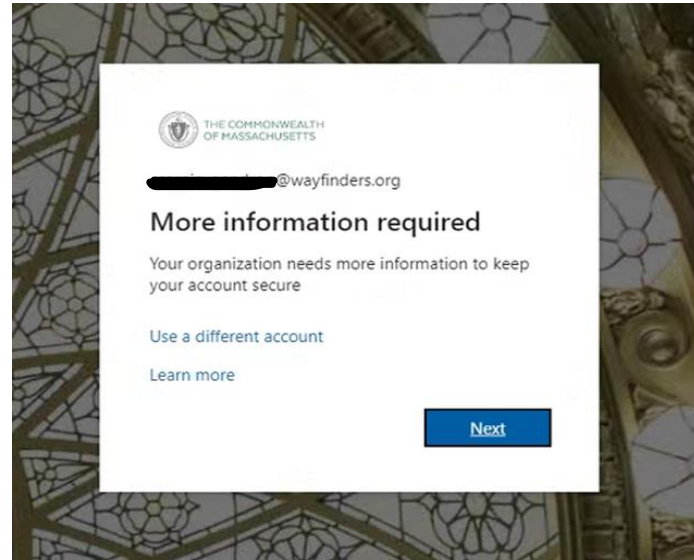 THE COMMONWEALTH
OF MASSACHUSETTS
@wayfinders.org
More information required
Your organization needs more information to keep
your account secure
Use a different account
Learn more
Next